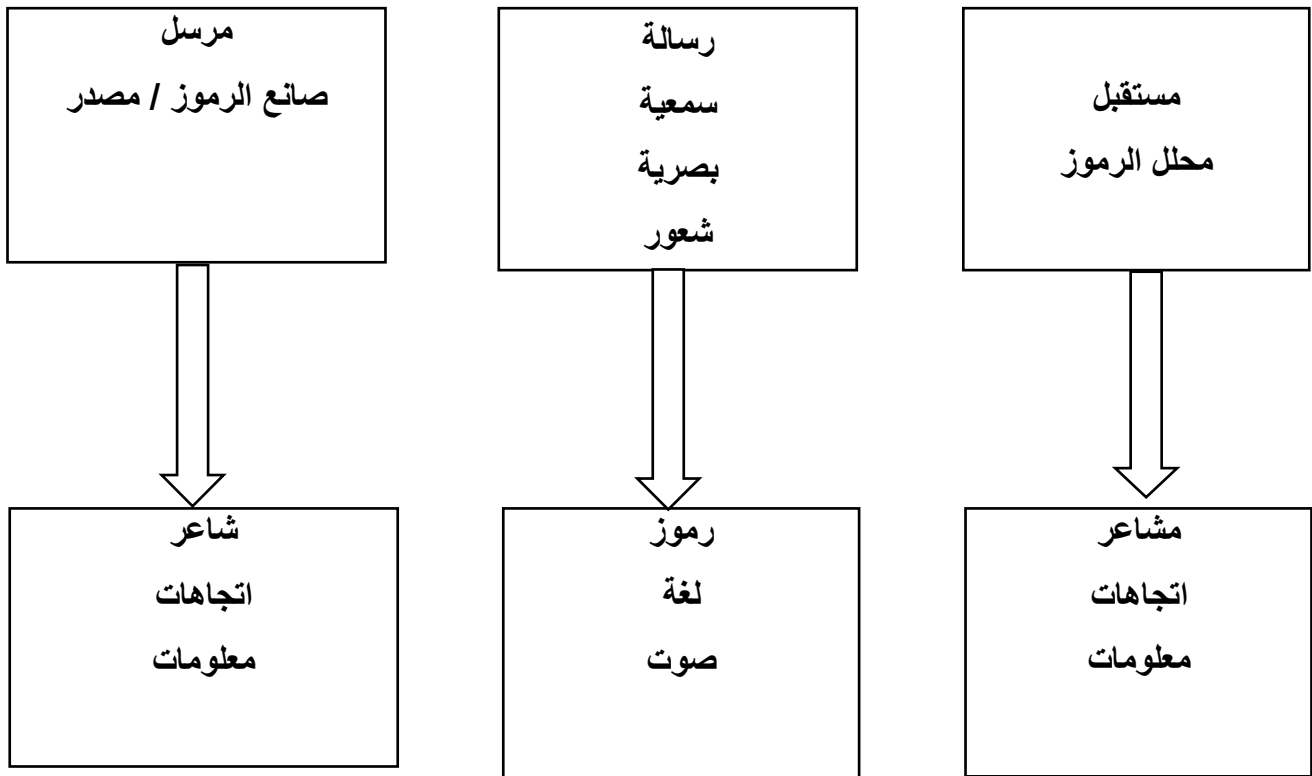 مرسل
صانع الرموز / مصدر
رسالة
سمعية
بصرية
شعور
مستقبل
محلل الرموز
شاعر
اتجاهات
معلومات
رموز
لغة
صوت
مشاعر
اتجاهات
معلومات